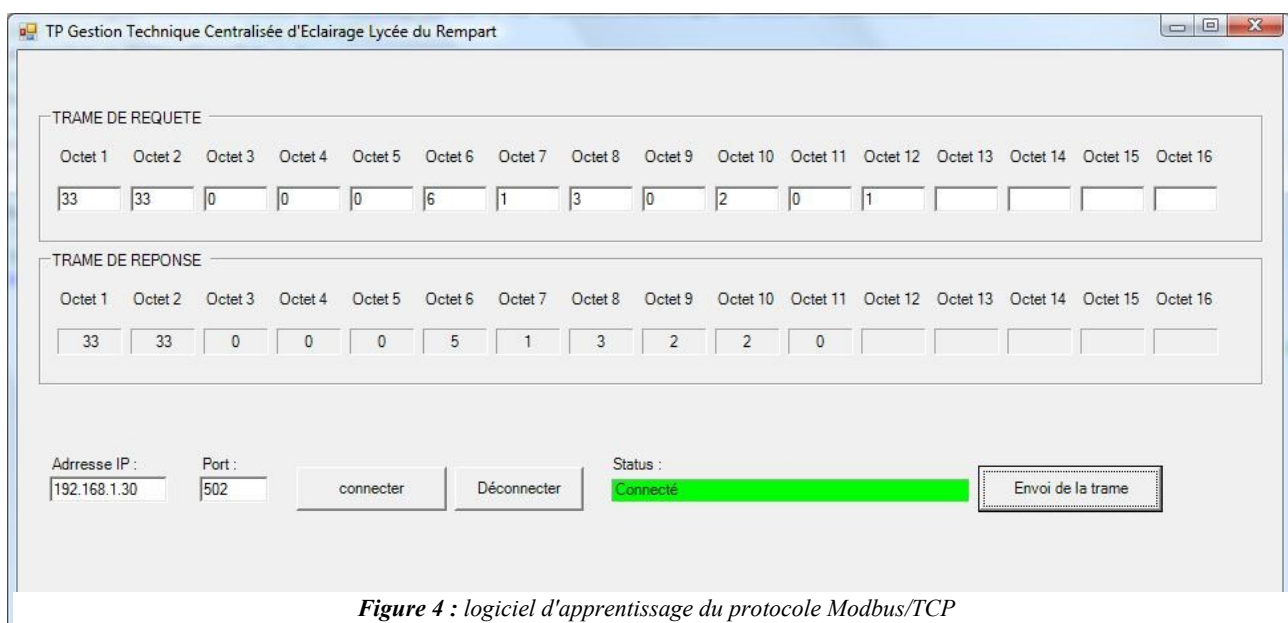 TP Gestion Technique Centralisée d'Eclairage Lycée du Rempart
TRAME DE REQUETE
Octet 1 Octet 2 Octet 3 Octet 4 Octet 5 Octet 6 Octet 7 Octet 8 Octet 9 Octet 10 Octet 11 Octet 12 Octet 13 Octet 14 Octet 15 Octet 16
33 33 0 0 0 6 1 3 0 2 0 1
TRAME DE REPONSE
Octet 1 Octet 2 Octet 3 Octet 4 Octet 5 Octet 6 Octet 7 Octet 8 Octet 9 Octet 10 Octet 11 Octet 12 Octet 13 Octet 14 Octet 15 Octet 16
33 33 0 0 0 5 1 3 2 2 0
Adrresse IP : Port : Status :
192.168.1.30 502 connecter Déconnecter Connecté Envoi de la trame
Figure 4 : logiciel d'apprentissage du protocole Modbus/TCP